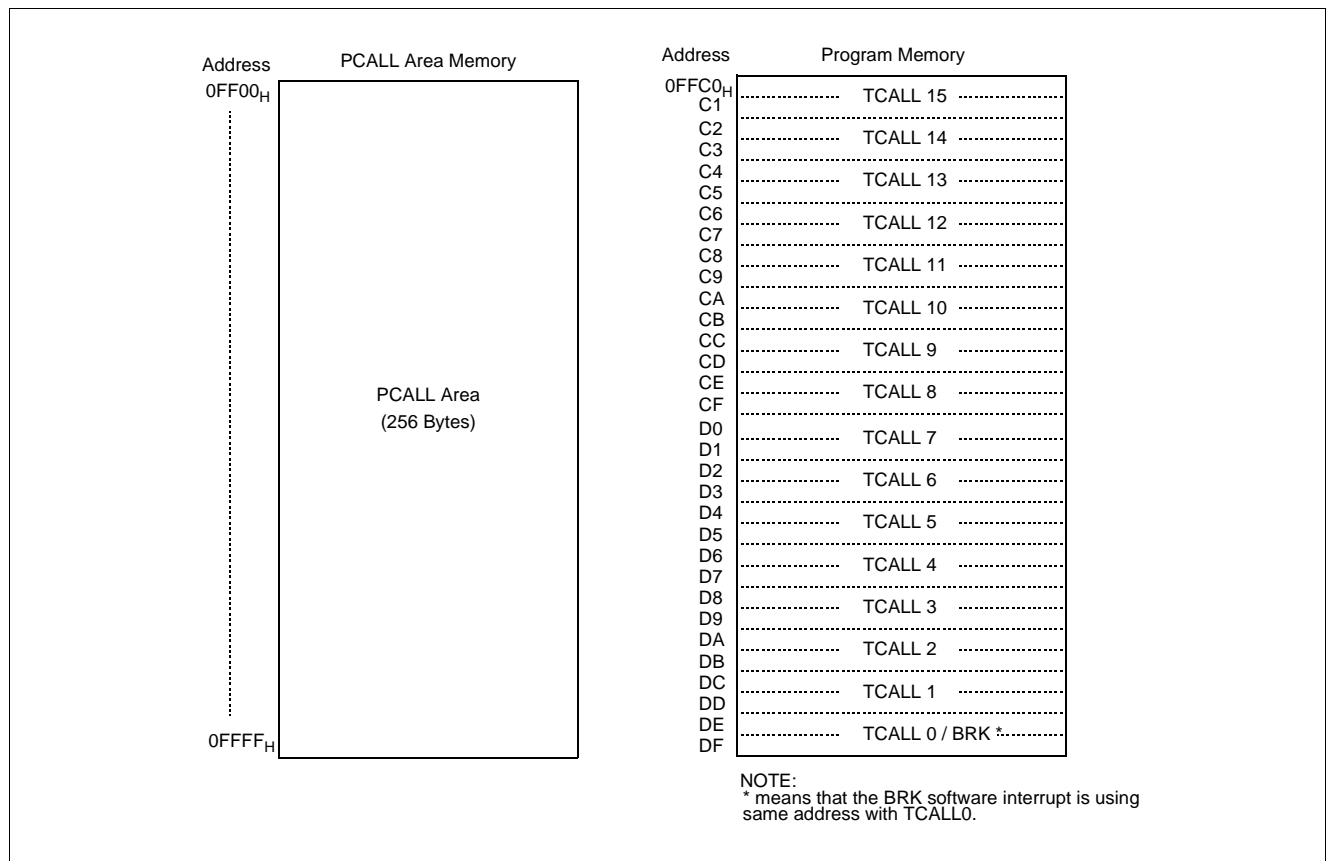 Address
PCALL Area Memory
0FF00H
PCALL Area
(256 Bytes)
0FFFFH
Address
Program Memory
0FFC0H
C1
TCALL 15
C2
C3
TCALL 14
C4
C5
TCALL 13
C6
C7
TCALL 12
C8
C9
TCALL 11
CA
CB
TCALL 10
CC
CD
TCALL 9
CE
CF
TCALL 8
D0
D1
TCALL 7
D2
D3
TCALL 6
D4
D5
TCALL 5
D6
D7
TCALL 4
D8
D9
TCALL 3
DA
DB
TCALL 2
DC
DD
TCALL 1
DE
DF
TCALL 0 / BRK *
NOTE:
* means that the BRK software interrupt is using
same address with TCALL0.